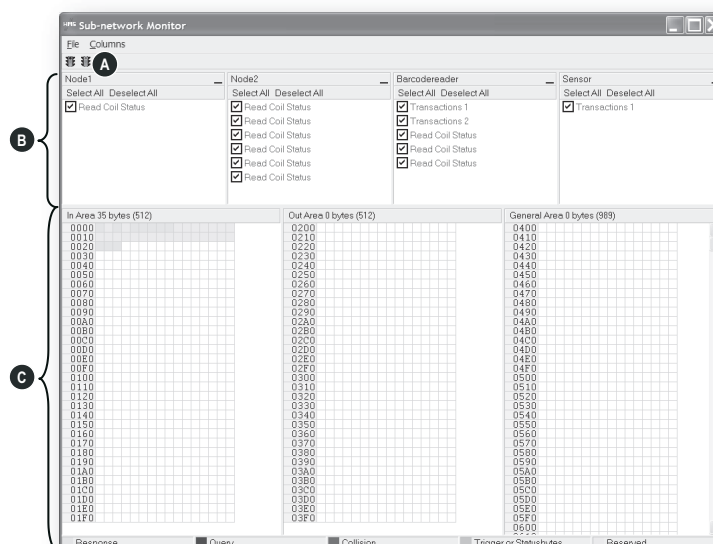 HMS Sub-network Monitor
File Columns
A
Node1
Select All Deselect All
Read Coil Status
Node2
Select All Deselect All
Read Coil Status
Read Coil Status
Read Coil Status
Read Coil Status
Read Coil Status
Read Coil Status
Barcodereader
Select All Deselect All
Transactions 1
Transactions 2
Read Coil Status
Read Coil Status
Read Coil Status
Sensor
Select All Deselect All
Transactions 1
B
In Area 35 bytes (512)
0000
0010
0020
0030
0040
0050
0060
0070
0080
0090
00A0
00B0
00C0
00D0
00E0
00F0
0100
0110
0120
0130
0140
0150
0160
0170
0180
0190
01A0
01B0
01C0
01D0
01E0
01F0
Out Area 0 bytes (512)
0200
0210
0220
0230
0240
0250
0260
0270
0280
0290
02A0
02B0
02C0
02D0
02E0
02F0
0300
0310
0320
0330
0340
0350
0360
0370
0380
0390
03A0
03B0
03C0
03D0
03E0
03F0
General Area 0 bytes (989)
0400
0410
0420
0430
0440
0450
0460
0470
0480
0490
04A0
04B0
04C0
04D0
04E0
04F0
0500
0510
0520
0530
0540
0550
0560
0570
0580
0590
05A0
05B0
05C0
05D0
05E0
05F0
0600
C
Response Query Collision Trigger or Statusbytes Reserved